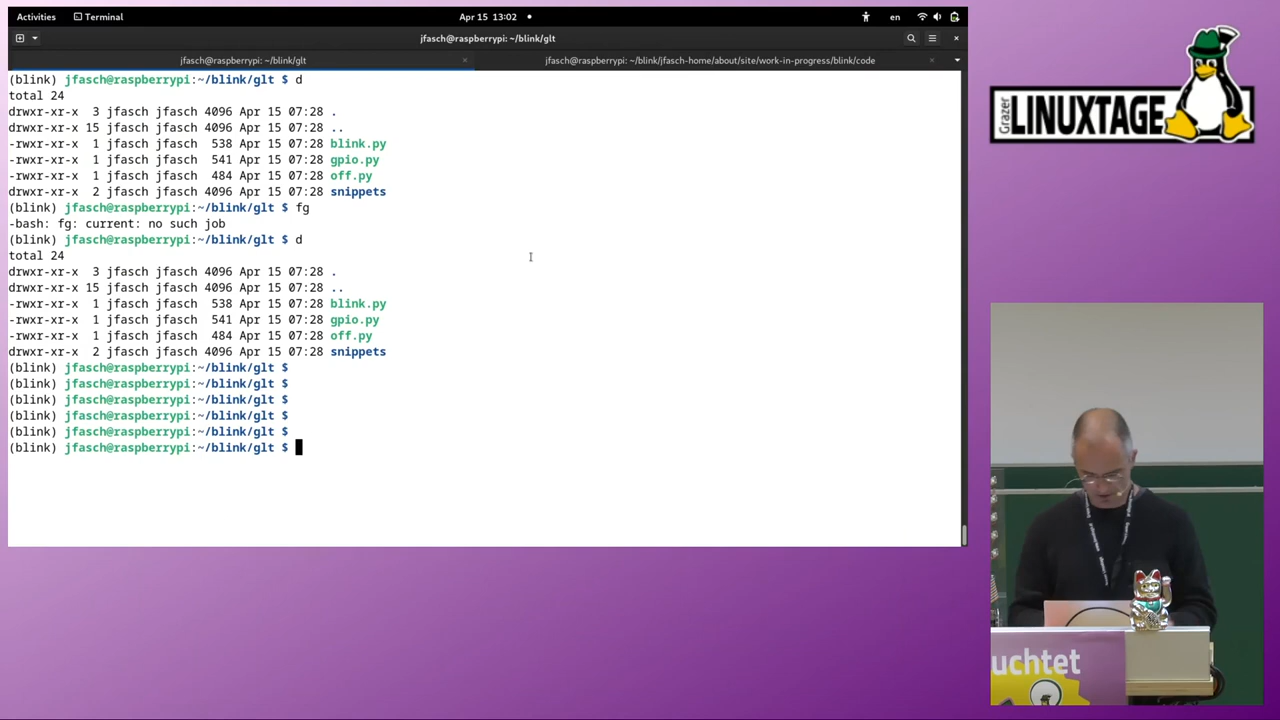 Activities
Terminal
Apr 15 13:02
en
jfasch@raspberrypi: ~/blink/glt
jfasch@raspberrypi: ~/blink/glt
jfasch@raspberrypi: ~/blink/jfasch-home/about/site/work-in-progress/blink/code
(blink) jfasch@raspberrypi:~/blink/glt $ d
total 24
drwxr-xr-x  3 jfasch jfasch 4096 Apr 15 07:28 .
drwxr-xr-x 15 jfasch jfasch 4096 Apr 15 07:28 ..
-rwxr-xr-x  1 jfasch jfasch  538 Apr 15 07:28 blink.py
-rwxr-xr-x  1 jfasch jfasch  541 Apr 15 07:28 gpio.py
-rwxr-xr-x  1 jfasch jfasch  484 Apr 15 07:28 off.py
drwxr-xr-x  2 jfasch jfasch 4096 Apr 15 07:28 snippets
(blink) jfasch@raspberrypi:~/blink/glt $ fg
-bash: fg: current: no such job
(blink) jfasch@raspberrypi:~/blink/glt $ d
total 24
drwxr-xr-x  3 jfasch jfasch 4096 Apr 15 07:28 .
drwxr-xr-x 15 jfasch jfasch 4096 Apr 15 07:28 ..
-rwxr-xr-x  1 jfasch jfasch  538 Apr 15 07:28 blink.py
-rwxr-xr-x  1 jfasch jfasch  541 Apr 15 07:28 gpio.py
-rwxr-xr-x  1 jfasch jfasch  484 Apr 15 07:28 off.py
drwxr-xr-x  2 jfasch jfasch 4096 Apr 15 07:28 snippets
(blink) jfasch@raspberrypi:~/blink/glt $
(blink) jfasch@raspberrypi:~/blink/glt $
(blink) jfasch@raspberrypi:~/blink/glt $
(blink) jfasch@raspberrypi:~/blink/glt $
(blink) jfasch@raspberrypi:~/blink/glt $
(blink) jfasch@raspberrypi:~/blink/glt $
Grazer
LINUXTAGE
uchtet